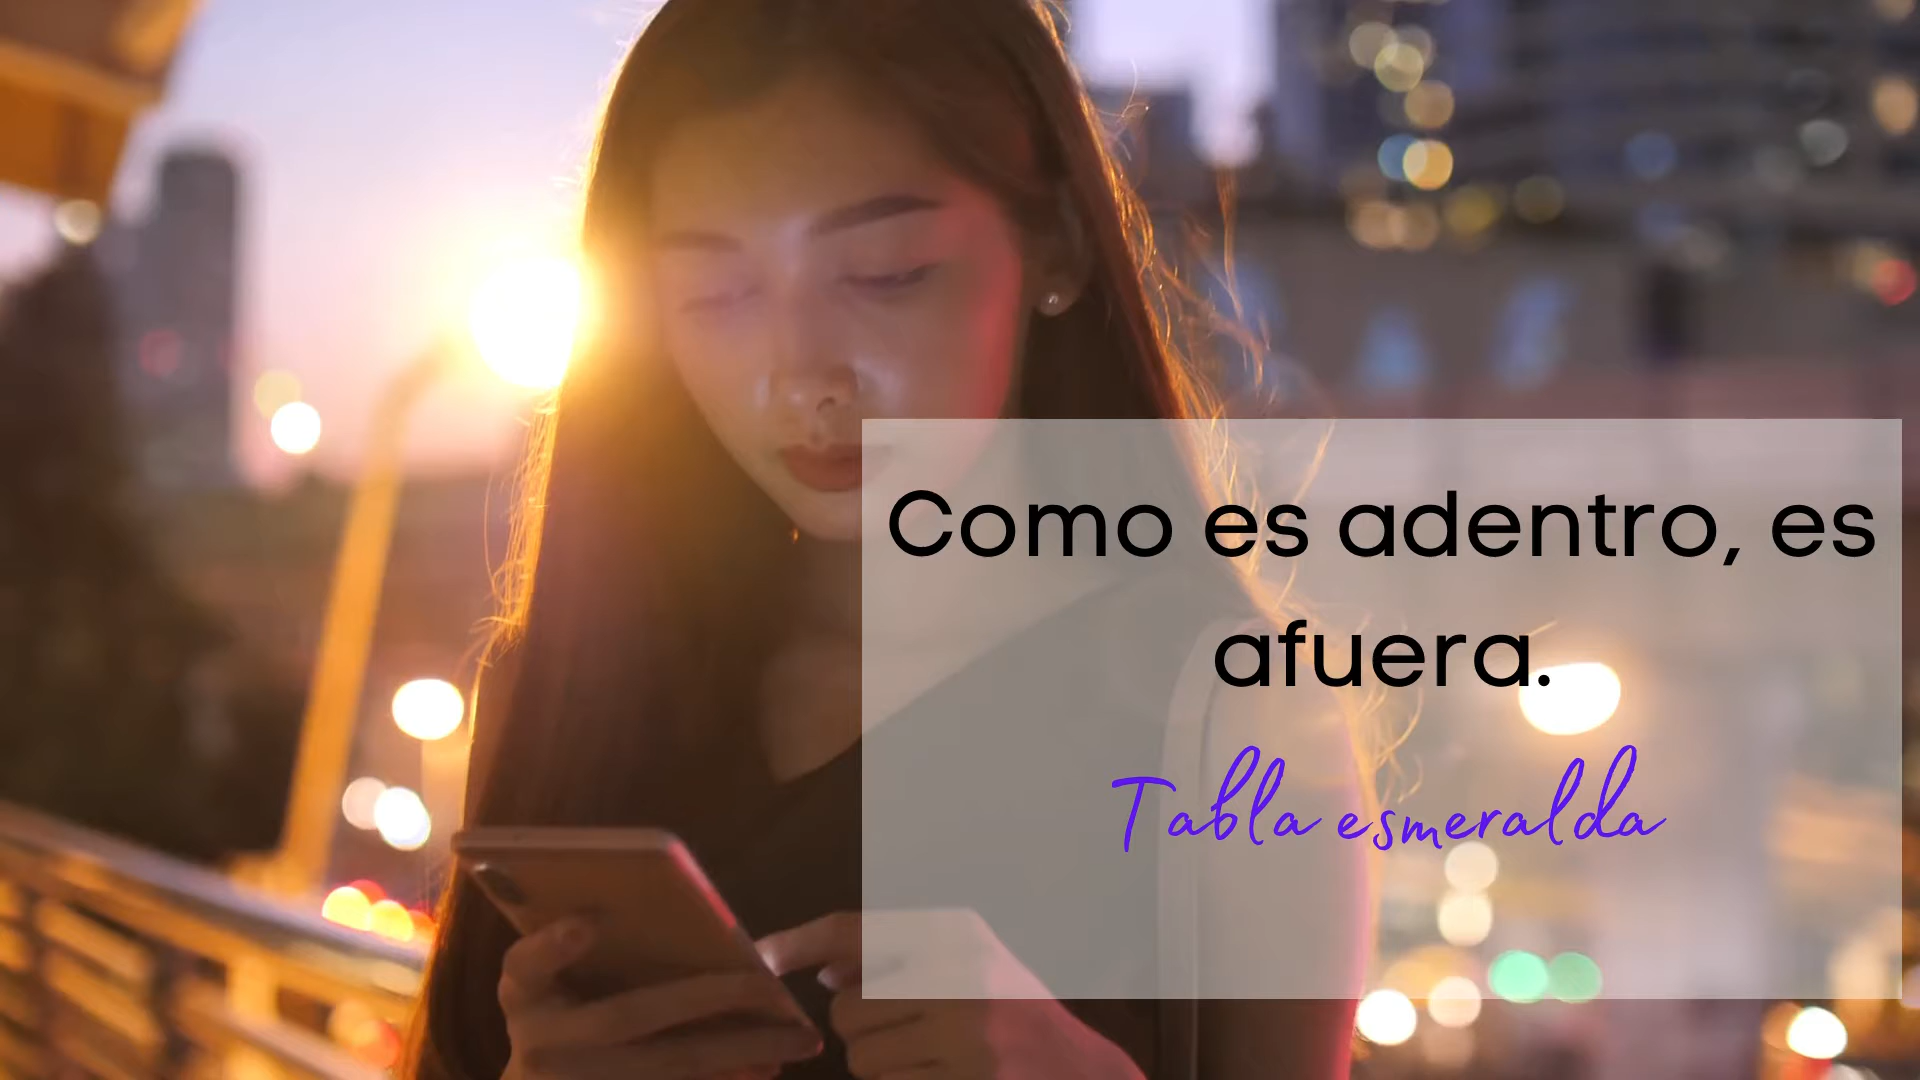 Como es adentro, es
afuera.
Tabla esmeralda